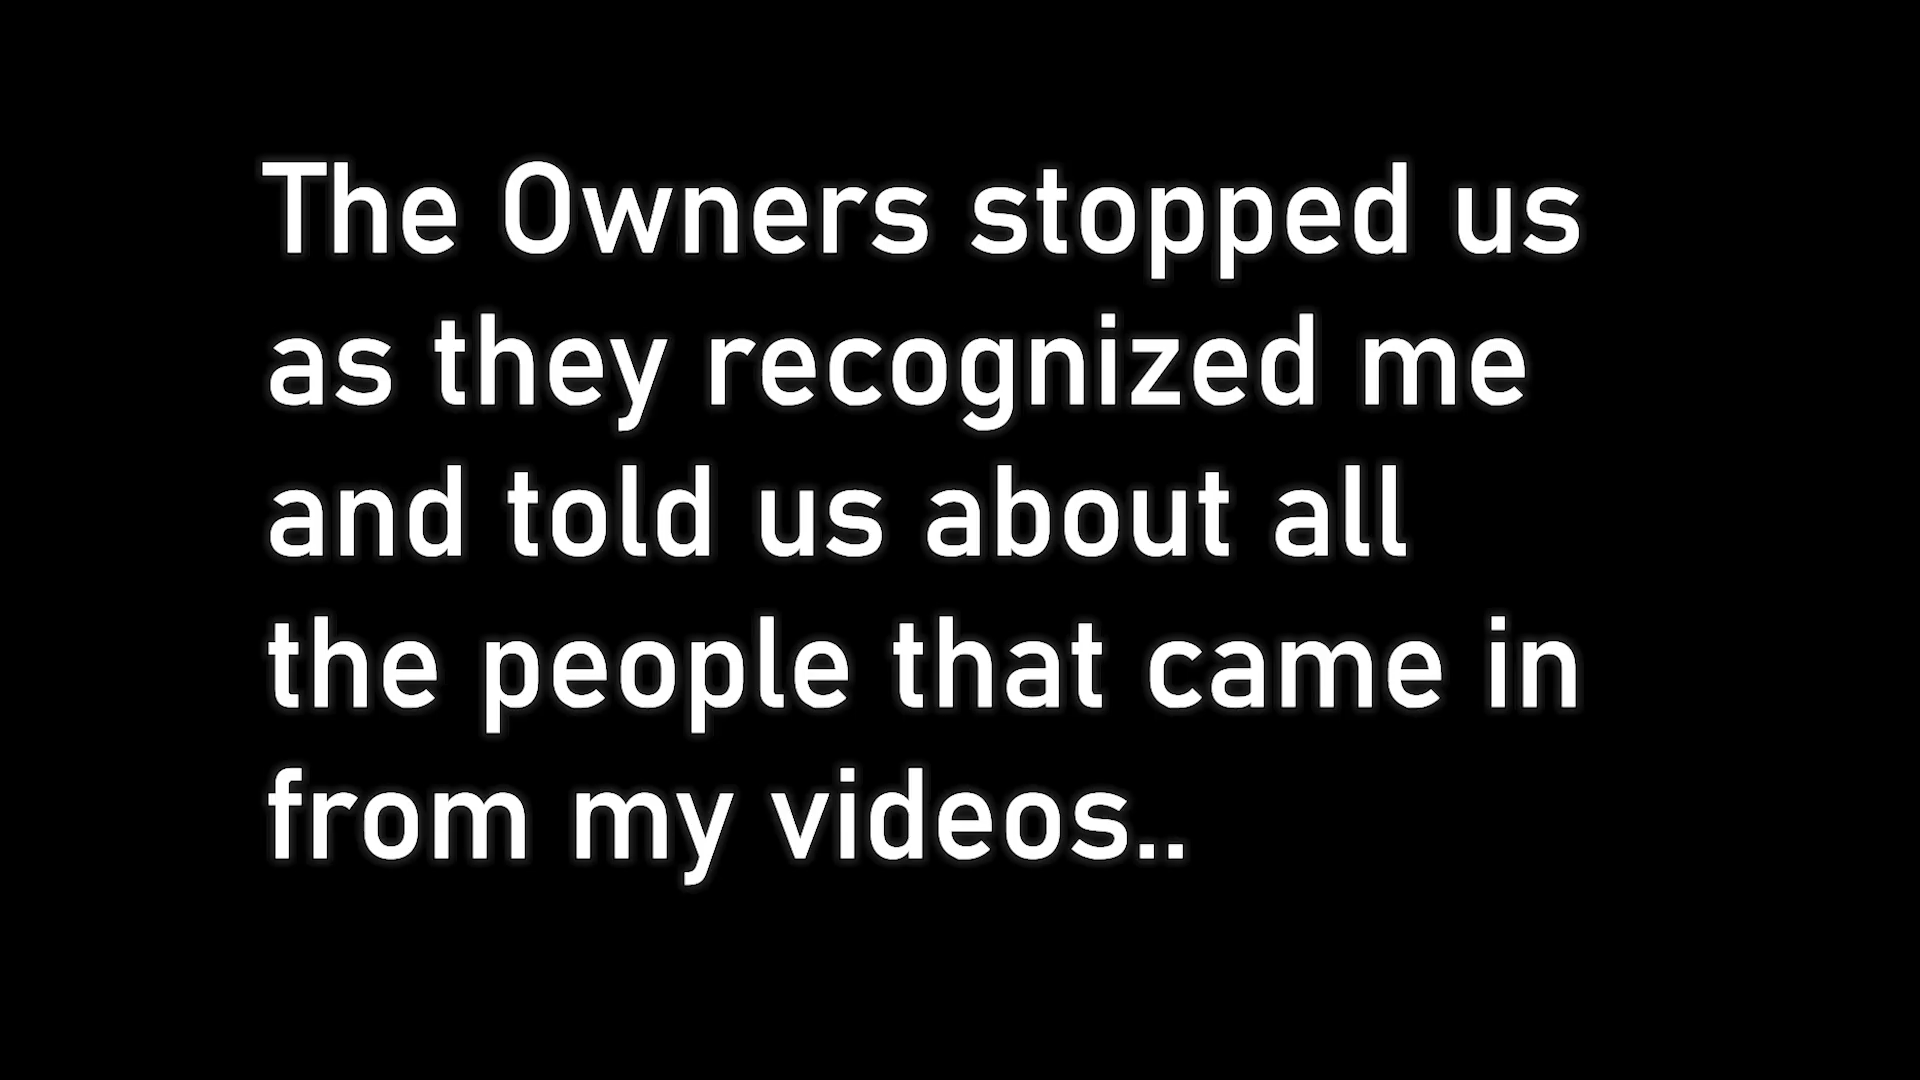 The Owners stopped us
as they recognized me
and told us about all
the people that came in
from my videos..